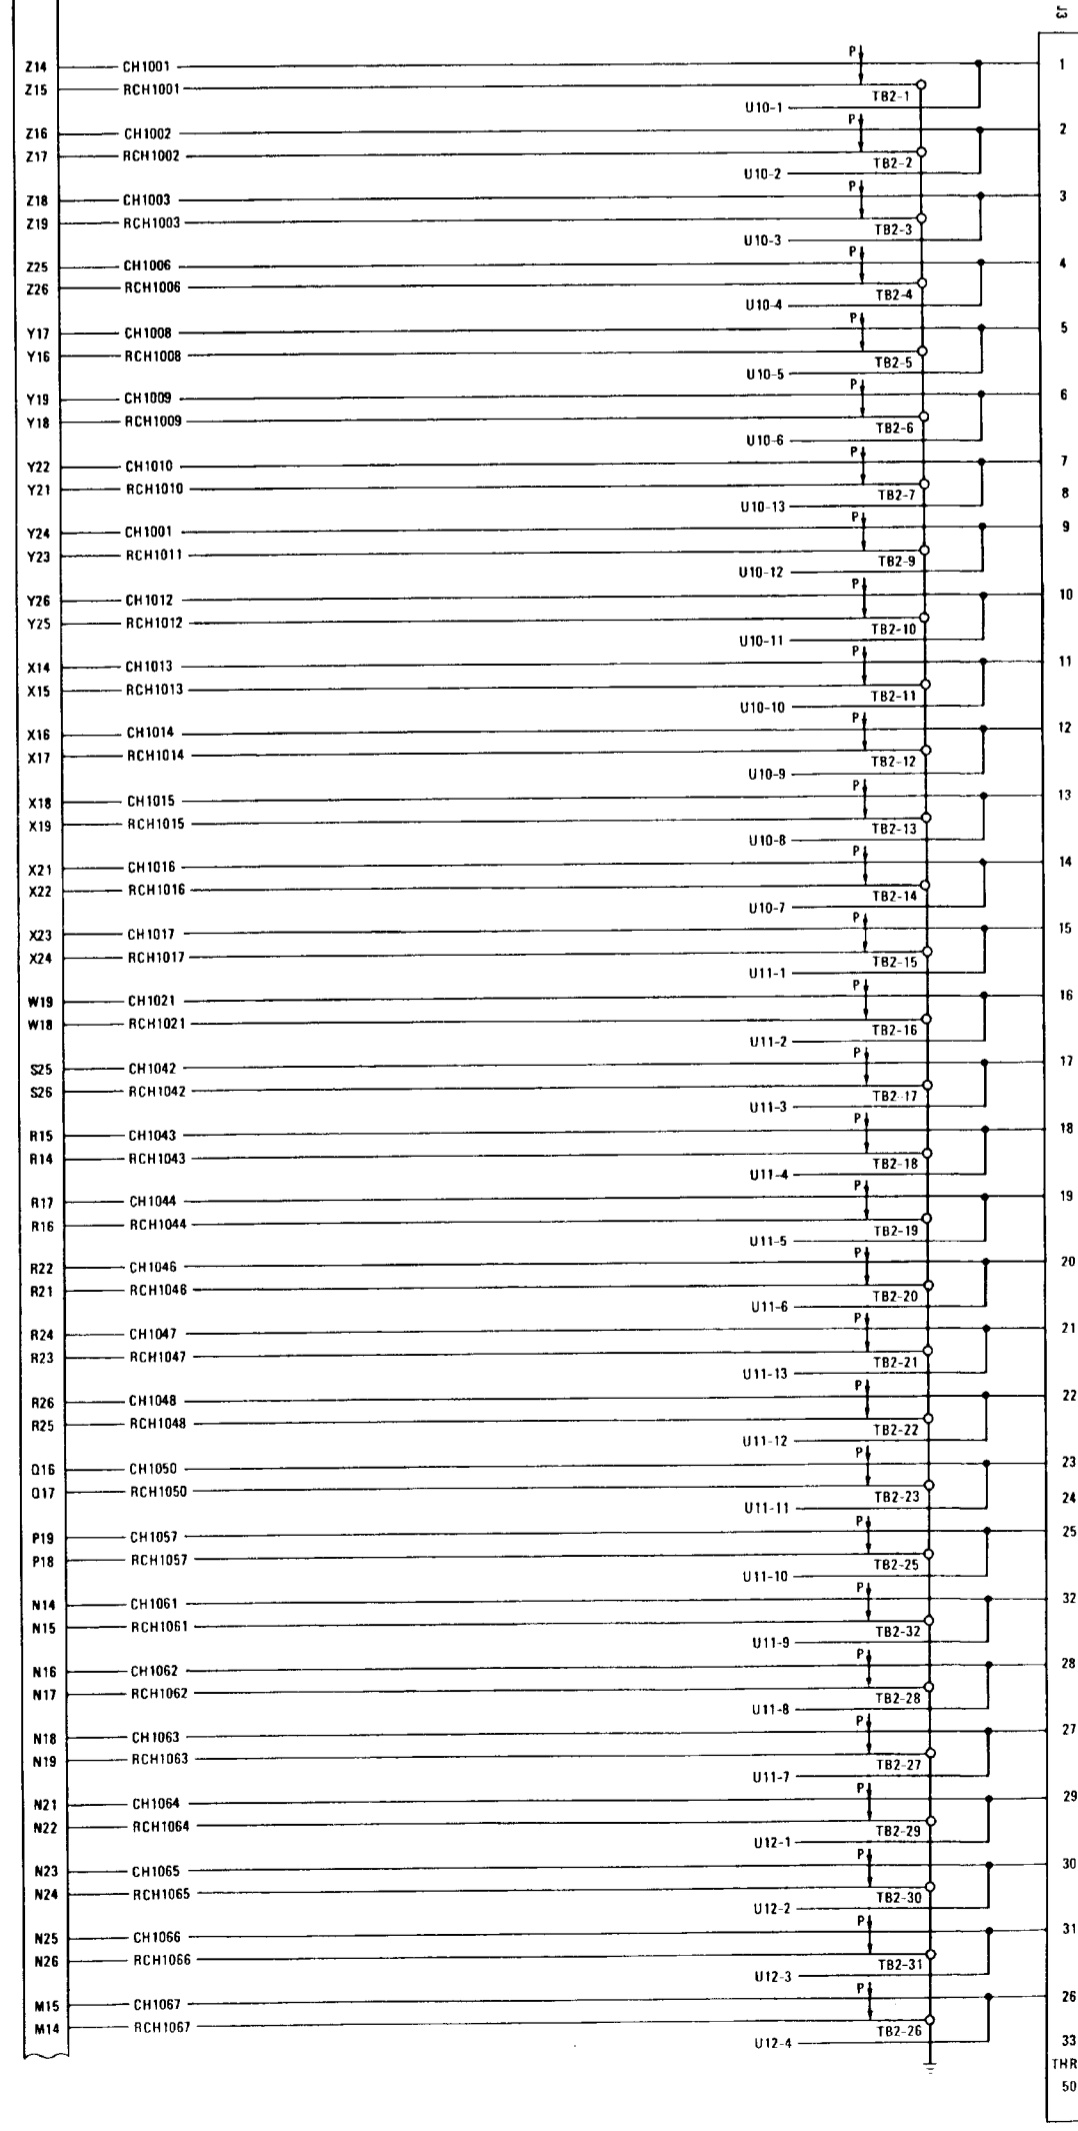 J3
Z14 CH1001 P 1
Z15 RCH1001 TB2-1
U10-1
Z16 CH1002 P 2
Z17 RCH1002 TB2-2
U10-2
Z18 CH1003 P 3
Z19 RCH1003 TB2-3
U10-3
Z25 CH1006 P 4
Z26 RCH1006 TB2-4
U10-4
Y17 CH1008 P 5
Y16 RCH1008 TB2-5
U10-5
Y19 CH1009 P 6
Y18 RCH1009 TB2-6
U10-6
Y22 CH1010 P 7
Y21 RCH1010 TB2-7 8
U10-13
Y24 CH1001 P 9
Y23 RCH1011 TB2-9
U10-12
Y26 CH1012 P 10
Y25 RCH1012 TB2-10
U10-11
X14 CH1013 P 11
X15 RCH1013 TB2-11
U10-10
X16 CH1014 P 12
X17 RCH1014 TB2-12
U10-9
X18 CH1015 P 13
X19 RCH1015 TB2-13
U10-8
X21 CH1016 P 14
X22 RCH1016 TB2-14
U10-7
X23 CH1017 P 15
X24 RCH1017 TB2-15
U11-1
W19 CH1021 P 16
W18 RCH1021 TB2-16
U11-2
S25 CH1042 P 17
S26 RCH1042 TB2-17
U11-3
R15 CH1043 P 18
R14 RCH1043 TB2-18
U11-4
R17 CH1044 P 19
R16 RCH1044 TB2-19
U11-5
R22 CH1046 P 20
R21 RCH1046 TB2-20
U11-6
R24 CH1047 P 21
R23 RCH1047 TB2-21
U11-13
R26 CH1048 P 22
R25 RCH1048 TB2-22
U11-12
Q16 CH1050 P 23
Q17 RCH1050 TB2-23 24
U11-11
P19 CH1057 P 25
P18 RCH1057 TB2-25
U11-10
N14 CH1061 P 32
N15 RCH1061 TB2-32
U11-9
N16 CH1062 P 28
N17 RCH1062 TB2-28
U11-8
N18 CH1063 P 27
N19 RCH1063 TB2-27
U11-7
N21 CH1064 P 29
N22 RCH1064 TB2-29
U12-1
N23 CH1065 P 30
N24 RCH1065 TB2-30
U12-2
N25 CH1066 P 31
N26 RCH1066 TB2-31
U12-3
M15 CH1067 P 26
M14 RCH1067 TB2-26
U12-4 33
THR
50